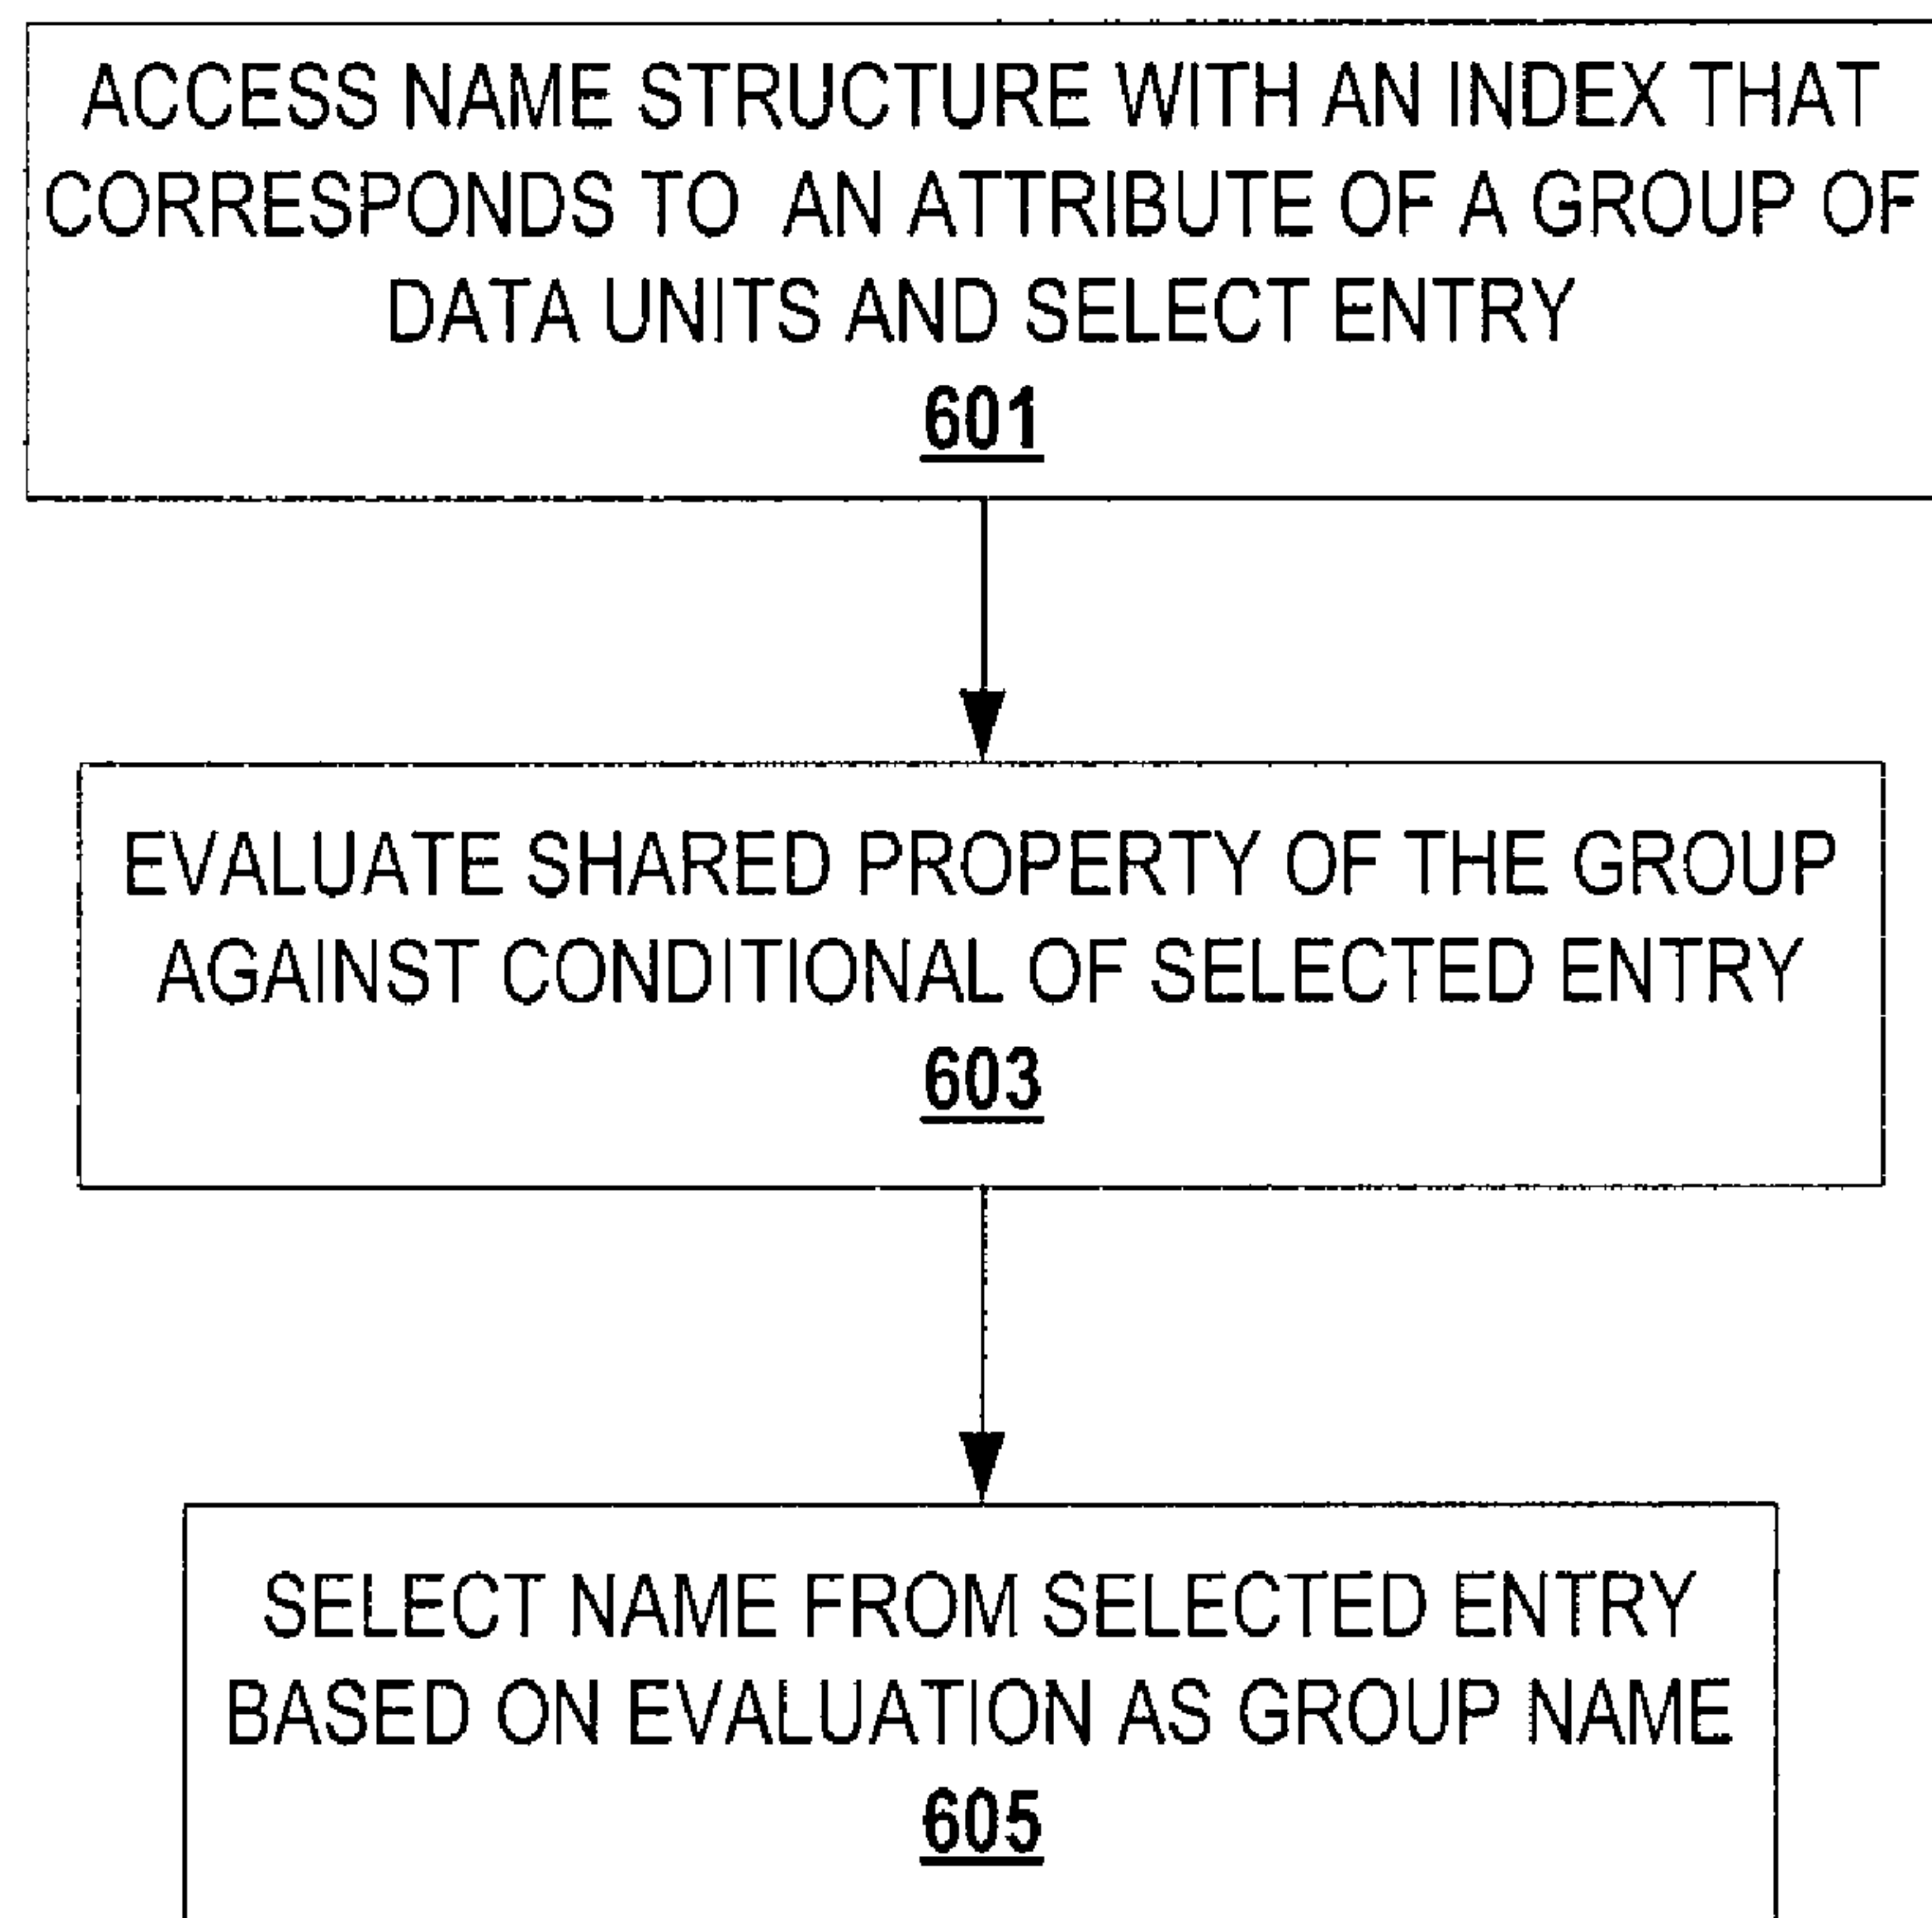 ACCESS NAME STRUCTURE WITH AN INDEX THAT
CORRESPONDS TO AN ATTRIBUTE OF A GROUP OF
DATA UNITS AND SELECT ENTRY
601
EVALUATE SHARED PROPERTY OF THE GROUP
AGAINST CONDITIONAL OF SELECTED ENTRY
603
SELECT NAME FROM SELECTED ENTRY
BASED ON EVALUATION AS GROUP NAME
605